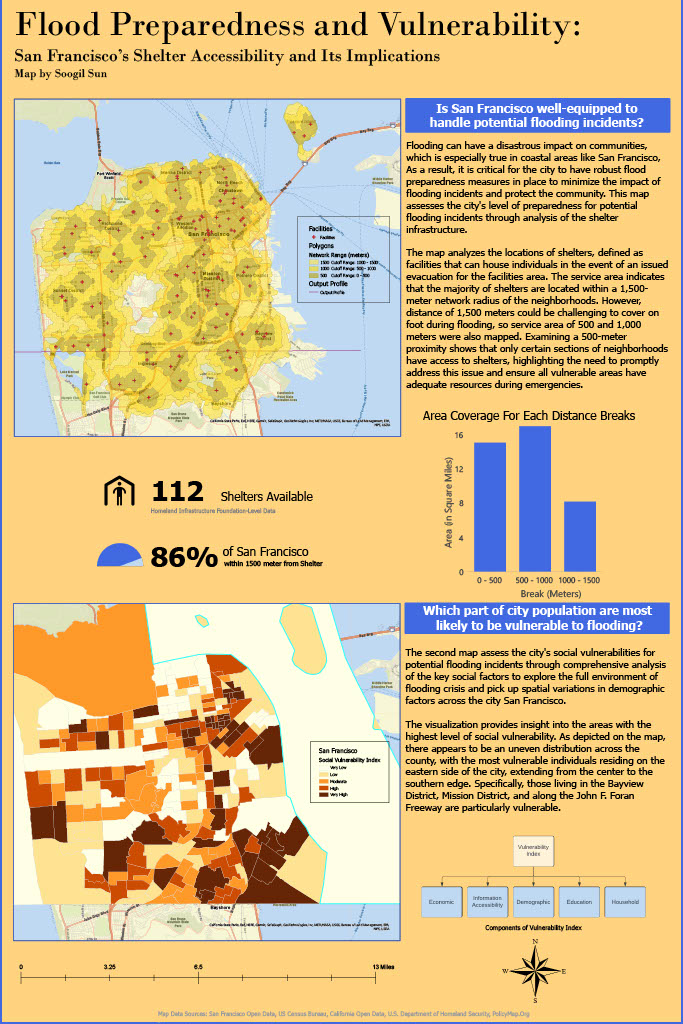 Flood Preparedness and Vulnerability:
San Francisco's Shelter Accessibility and Its Implications
Map by Soogil Sun
Is San Francisco well-equipped to
handle potential flooding incidents?
Flooding can have a disastrous impact on communities,
which is especially true in coastal areas like San Francisco.
As a result, it is critical for the city to have robust flood
preparedness measures in place to minimize the impact of
flooding incidents and protect the community. This map
assesses the city's level of preparedness for potential
flooding incidents through analysis of the shelter
infrastructure.
The map analyzes the locations of shelters, defined as
facilities that can house individuals in the event of an issued
evacuation for the facilities area. The service area indicates
that the majority of shelters are located within a 1,500-
meter network radius of the neighborhoods. However,
distance of 1,500 meters could be challenging to cover on
foot during flooding, so service area of 500 and 1,000
meters were also mapped. Examining a 500-meter
proximity shows that only certain sections of neighborhoods
have access to shelters, highlighting the need to promptly
address this issue and ensure all vulnerable areas have
adequate resources during emergencies.
Facilities
Facilities
Polygons
Network Range (meters)
1500 Cutoff Range: 1000 - 1500
1000 Cutoff Range: 500 - 1000
500 Cutoff Range: 0 - 500
Output Profile
Output Profile
San Francisco
Bayshore
Area Coverage For Each Distance Breaks
Area (in Square Miles)
16
12
8
4
0
0 - 500
500 - 1000
1000 - 1500
Break (Meters)
112 Shelters Available
Homeland Infrastructure Foundation-Level Data
86% of San Francisco
within 1500 meter from Shelter
Which part of city population are most
likely to be vulnerable to flooding?
The second map assess the city's social vulnerabilities for
potential flooding incidents through comprehensive analysis
of the key social factors to explore the full environment of
flooding crisis and pick up spatial variations in demographic
factors across the city San Francisco.
The visualization provides insight into the areas with the
highest level of social vulnerability. As depicted on the map,
there appears to be an uneven distribution across the
county, with the most vulnerable individuals residing on the
eastern side of the city, extending from the center to the
southern edge. Specifically, those living in the Bayview
District, Mission District, and along the John F. Foran
Freeway are particularly vulnerable.
San Francisco
Social Vulnerability Index
Very Low
Low
Moderate
High
Very High
Bayshore
Vulnerability
Index
Economic
Information
Accessibility
Demographic
Education
Household
Components of Vulnerability Index
N
W
E
S
0
3.25
6.5
13 Miles
Map Data Sources: San Francisco Open Data, US Census Bureau, California Open Data, U.S. Department of Homeland Security, PolicyMap.Org